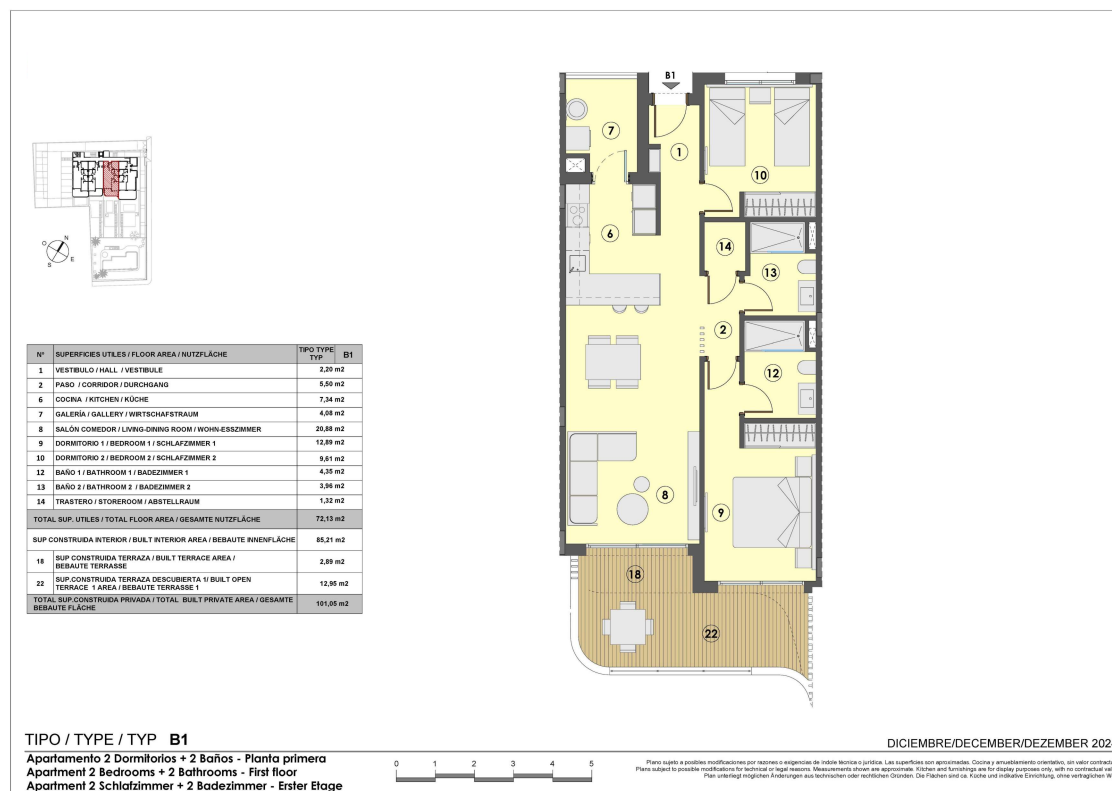 B1
1
7
10
6
14
13
2
12
8
9
18
22
N
O
E
S
Nº SUPERFICIES UTILES / FLOOR AREA / NUTZFLÄCHE TIPO TYPE TYP B1
1 VESTIBULO / HALL / VESTIBULE 2,20 m2
2 PASO / CORRIDOR / DURCHGANG 5,50 m2
6 COCINA / KITCHEN / KÜCHE 7,34 m2
7 GALERÍA / GALLERY / WIRTSCHAFTSRAUM 4,08 m2
8 SALÓN COMEDOR / LIVING-DINING ROOM / WOHN-ESSZIMMER 20,88 m2
9 DORMITORIO 1 / BEDROOM 1 / SCHLAFZIMMER 1 12,89 m2
10 DORMITORIO 2 / BEDROOM 2 / SCHLAFZIMMER 2 9,61 m2
12 BAÑO 1 / BATHROOM 1 / BADEZIMMER 1 4,35 m2
13 BAÑO 2 / BATHROOM 2 / BADEZIMMER 2 3,96 m2
14 TRASTERO / STOREROOM / ABSTELLRAUM 1,32 m2
TOTAL SUP. UTILES / TOTAL FLOOR AREA / GESAMTE NUTZFLÄCHE 72,13 m2
SUP CONSTRUIDA INTERIOR / BUILT INTERIOR AREA / BEBAUTE INNENFLÄCHE 85,21 m2
18 SUP CONSTRUIDA TERRAZA / BUILT TERRACE AREA /
BEBAUTE TERRASSE 2,89 m2
22 SUP.CONSTRUIDA TERRAZA DESCUBIERTA 1/ BUILT OPEN
TERRACE 1 AREA / BEBAUTE TERRASSE 1 12,95 m2
TOTAL SUP.CONSTRUIDA PRIVADA / TOTAL BUILT PRIVATE AREA / GESAMTE
BEBAUTE FLÄCHE 101,05 m2
TIPO / TYPE / TYP B1
Apartamento 2 Dormitorios + 2 Baños - Planta primera
Apartment 2 Bedrooms + 2 Bathrooms - First floor
Apartment 2 Schlafzimmer + 2 Badezimmer - Erster Etage
0 1 2 3 4 5
DICIEMBRE/DECEMBER/DEZEMBER 202
Plano sujeto a posibles modificaciones por razones o exigencias de indole técnica o jurídica. Las superficies son aproximadas. Cocina y amueblamiento orientativo, sin valor contractu
Plans subject to possible modifications for technical or legal reasons. Measurements shown are approximate. Kitchen and furnishings are for display purposes only, with no contractual val
Plan unterliegt möglichen Änderungen aus technischen oder rechtlichen Gründen. Die Flächen sind ca. Küche und indikative Einrichtung, ohne vertraglichen W